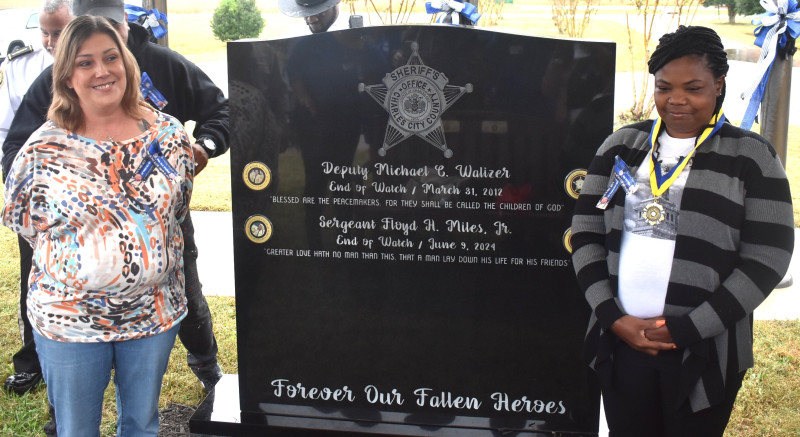 SHERIFF'S
OFFICE
CHARLES CITY CO.
Deputy Michael C. Walizer
End of Watch / March 31, 2012
"BLESSED ARE THE PEACEMAKERS, FOR THEY SHALL BE CALLED THE CHILDREN OF GOD"
Sergeant Floyd H. Miles, Jr.
End of Watch / June 9, 2024
"GREATER LOVE HATH NO MAN THAN THIS, THAT A MAN LAY DOWN HIS LIFE FOR HIS FRIENDS"
Forever Our Fallen Heroes